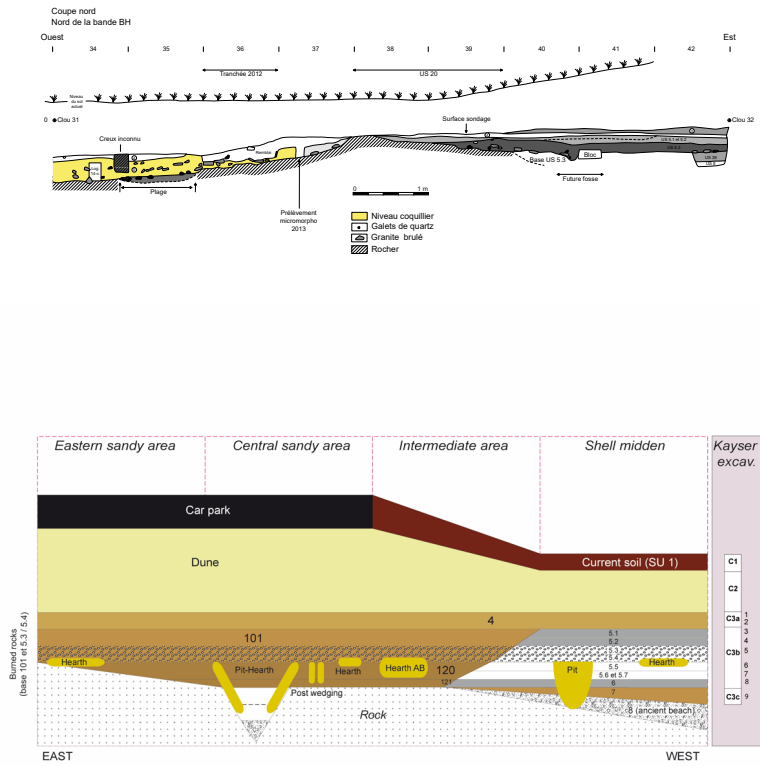 Coupe nord
Nord de la bande BH
Ouest
Est
34 35 36 37 38 39 40 41 42
Tranchée 2012
US 20
Niveau
du sol
actuel
0 Clou 31
Surface sondage
Clou 32
Creux inconnu
Remblai
Base US 5.3
Bloc
Plage
Future fosse
Prélèvement
micromorpho
2013
0 1 m
Niveau coquillier
Galets de quartz
Granite brulé
Rocher
Eastern sandy area
Central sandy area
Intermediate area
Shell midden
Kayser
excav.
Car park
Dune
Current soil (SU 1)
C1
C2
4
C3a
1
2
101
5.1
3
5.2
4
Burned rocks
(base 101 et 5.3 / 5.4)
5.3
C3b
5
5.4
Hearth
Pit-Hearth
Hearth
Hearth AB
120
Pit
5.5
Hearth
6
5.6 et 5.7
7
121
6
8
Post wedging
7
C3c
9
Rock
8 (ancient beach)
EAST
WEST